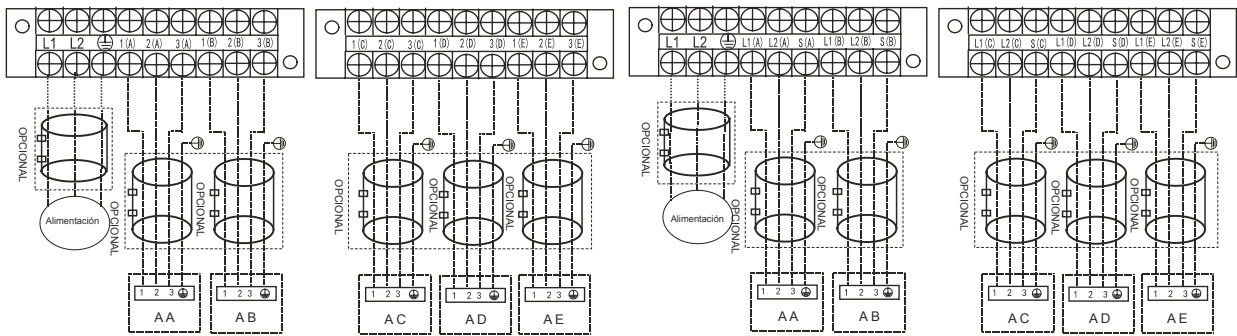 L1 L2 1(A) 2(A) 3(A) 1(B) 2(B) 3(B)
OPCIONAL
Alimentación
OPCIONAL
OPCIONAL
1 2 3
AA
1 2 3
AB
1(C) 2(C) 3(C) 1(D) 2(D) 3(D) 1(E) 2(E) 3(E)
OPCIONAL
OPCIONAL
OPCIONAL
1 2 3
AC
1 2 3
AD
1 2 3
AE
L1 L2 L1(A) L2(A) S(A) L1(B) L2(B) S(B)
OPCIONAL
Alimentación
OPCIONAL
OPCIONAL
1 2 3
AA
1 2 3
AB
L1(C) L2(C) S(C) L1(D) L2(D) S(D) L1(E) L2(E) S(E)
OPCIONAL
OPCIONAL
OPCIONAL
1 2 3
AC
1 2 3
AD
1 2 3
AE